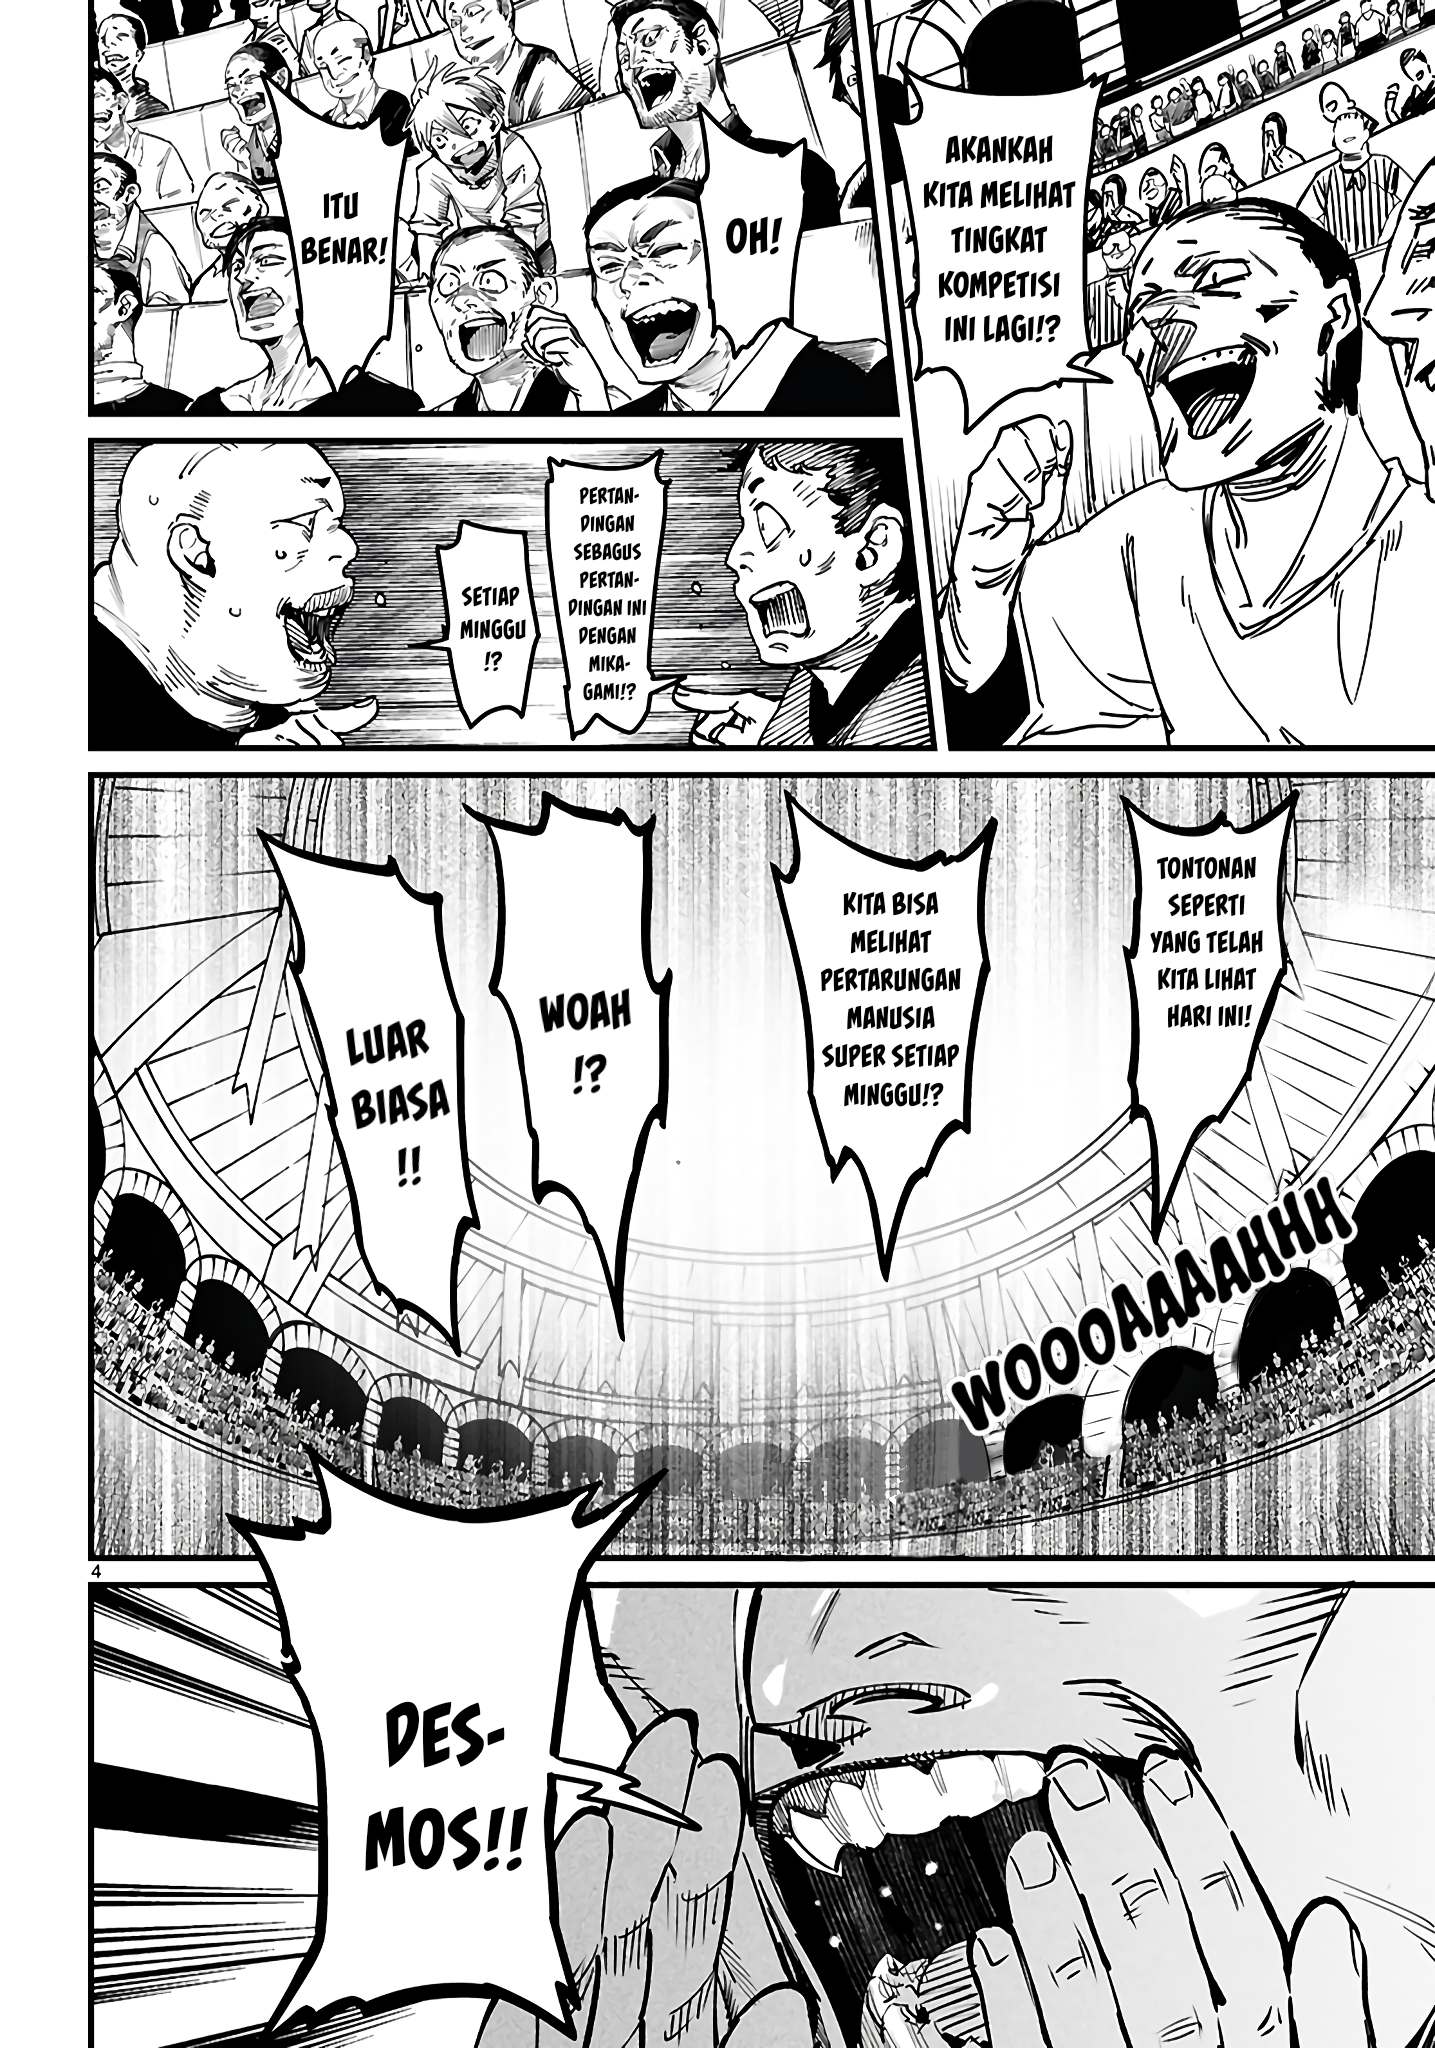 AKANKAH
KITA MELIHAT
TINGKAT
KOMPETISI
INI LAGI!?
OH!
ITU
BENAR!
PERTAN-
DINGAN
SEBAGUS
PERTAN-
DINGAN INI
DENGAN
MIKA-
GAMI!?
SETIAP
MINGGU
!?
TONTONAN
SEPERTI
YANG TELAH
KITA LIHAT
HARI INI!
KITA BISA
MELIHAT
PERTARUNGAN
MANUSIA
SUPER SETIAP
MINGGU!?
WOAH
!?
LUAR
BIASA
!!
WOOOAAAAAHHH
4
DES-
MOS!!